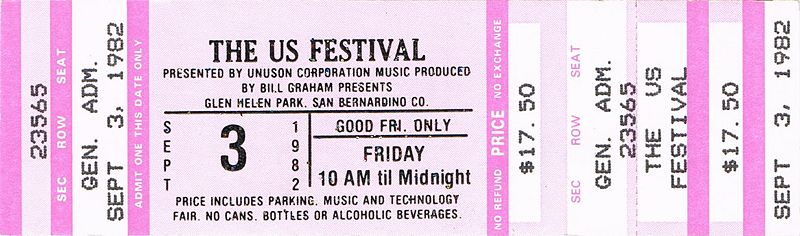 23565
SEC ROW SEAT
GEN. ADM.
SEPT 3, 1982
ADMIT ONE THIS DATE ONLY
THE US FESTIVAL
PRESENTED BY UNUSON CORPORATION MUSIC PRODUCED
BY BILL GRAHAM PRESENTS
GLEN HELEN PARK, SAN BERNARDINO CO.
SEPT
3
1982
GOOD FRI. ONLY
FRIDAY
10 AM til Midnight
PRICE INCLUDES PARKING, MUSIC AND TECHNOLOGY
FAIR. NO CANS, BOTTLES OR ALCOHOLIC BEVERAGES.
NO REFUND PRICE NO EXCHANGE
$17.50
SEC ROW SEAT
GEN. ADM.
23565
THE US
FESTIVAL
$17.50
SEPT 3, 1982